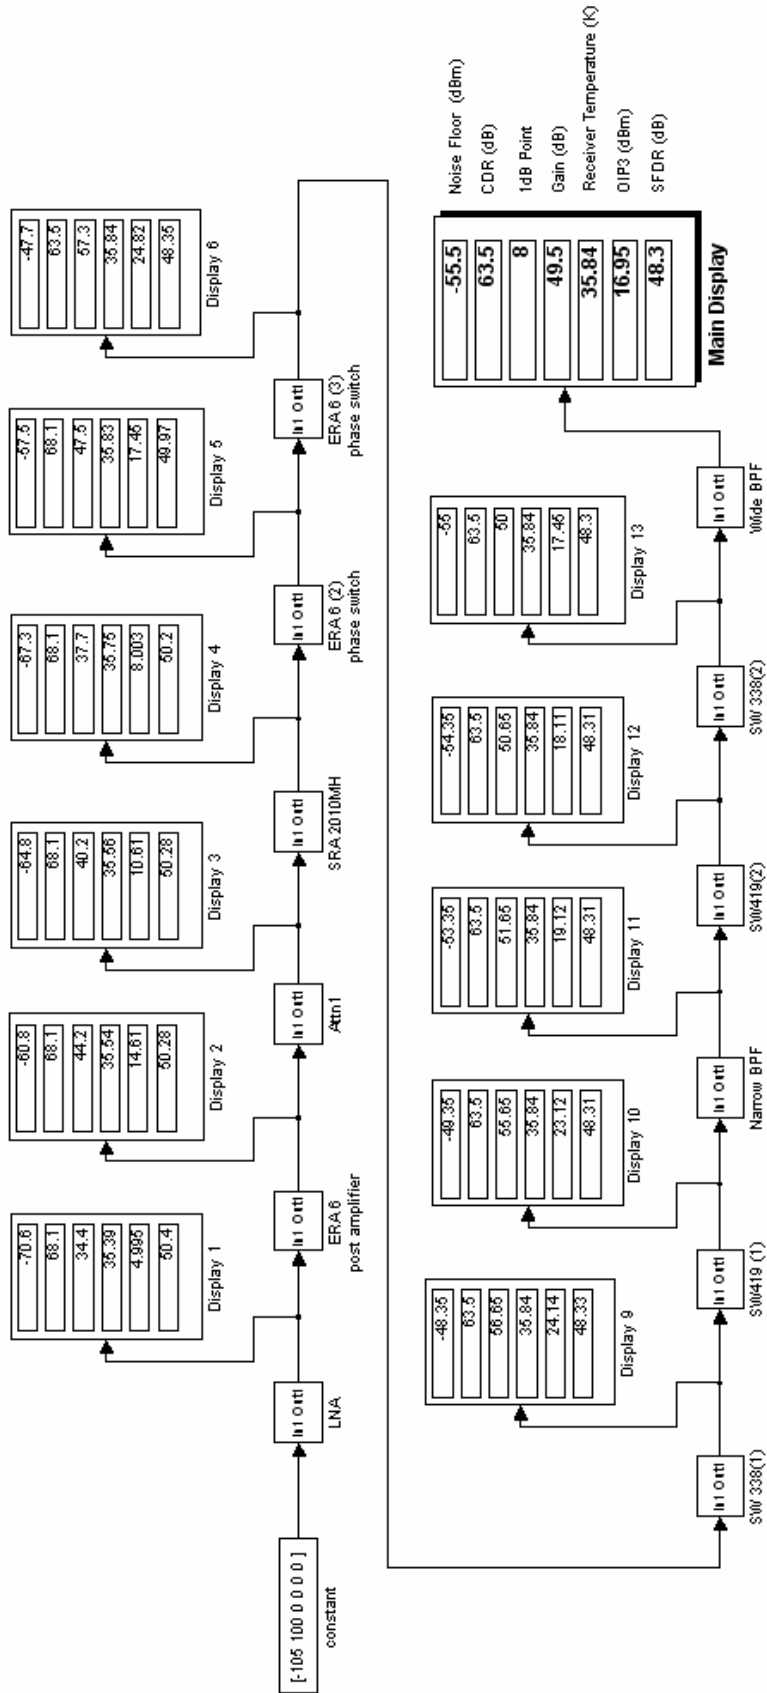 -70.6
68.1
34.4
35.39
4.995
50.4
Display 1
-60.8
68.1
44.2
35.54
14.61
50.28
Display 2
-64.8
68.1
40.2
35.56
10.61
50.28
Display 3
-67.3
68.1
37.7
35.75
8.003
50.2
Display 4
-57.5
68.1
47.5
35.83
17.45
49.97
Display 5
-47.7
63.5
57.3
35.84
24.82
48.35
Display 6
[-105 100 0 0 0 0 ]
constant
In1 Out1
LNA
In1 Out1
ERA 6
post amplifier
In1 Out1
Attn1
In1 Out1
SRA 2010MH
In1 Out1
ERA 6 (2)
phase switch
In1 Out1
ERA 6 (3)
phase switch
-48.35
63.5
56.65
35.84
24.14
48.33
Display 9
-49.35
63.5
55.65
35.84
23.12
48.31
Display 10
-53.35
63.5
51.65
35.84
19.12
48.31
Display 11
-54.35
63.5
50.65
35.84
18.11
48.31
Display 12
-55
63.5
50
35.84
17.45
48.3
Display 13
-55.5
63.5
8
49.5
35.84
16.95
48.3
Main Display
Noise Floor (dBm)
CDR (dB)
1dB Point
Gain (dB)
Receiver Temperature (K)
OIP3 (dBm)
SFDR (dB)
In1 Out1
SW 338(1)
In1 Out1
SW419 (1)
In1 Out1
Narrow BPF
In1 Out1
SW419(2)
In1 Out1
SW 338(2)
In1 Out1
Wide BPF